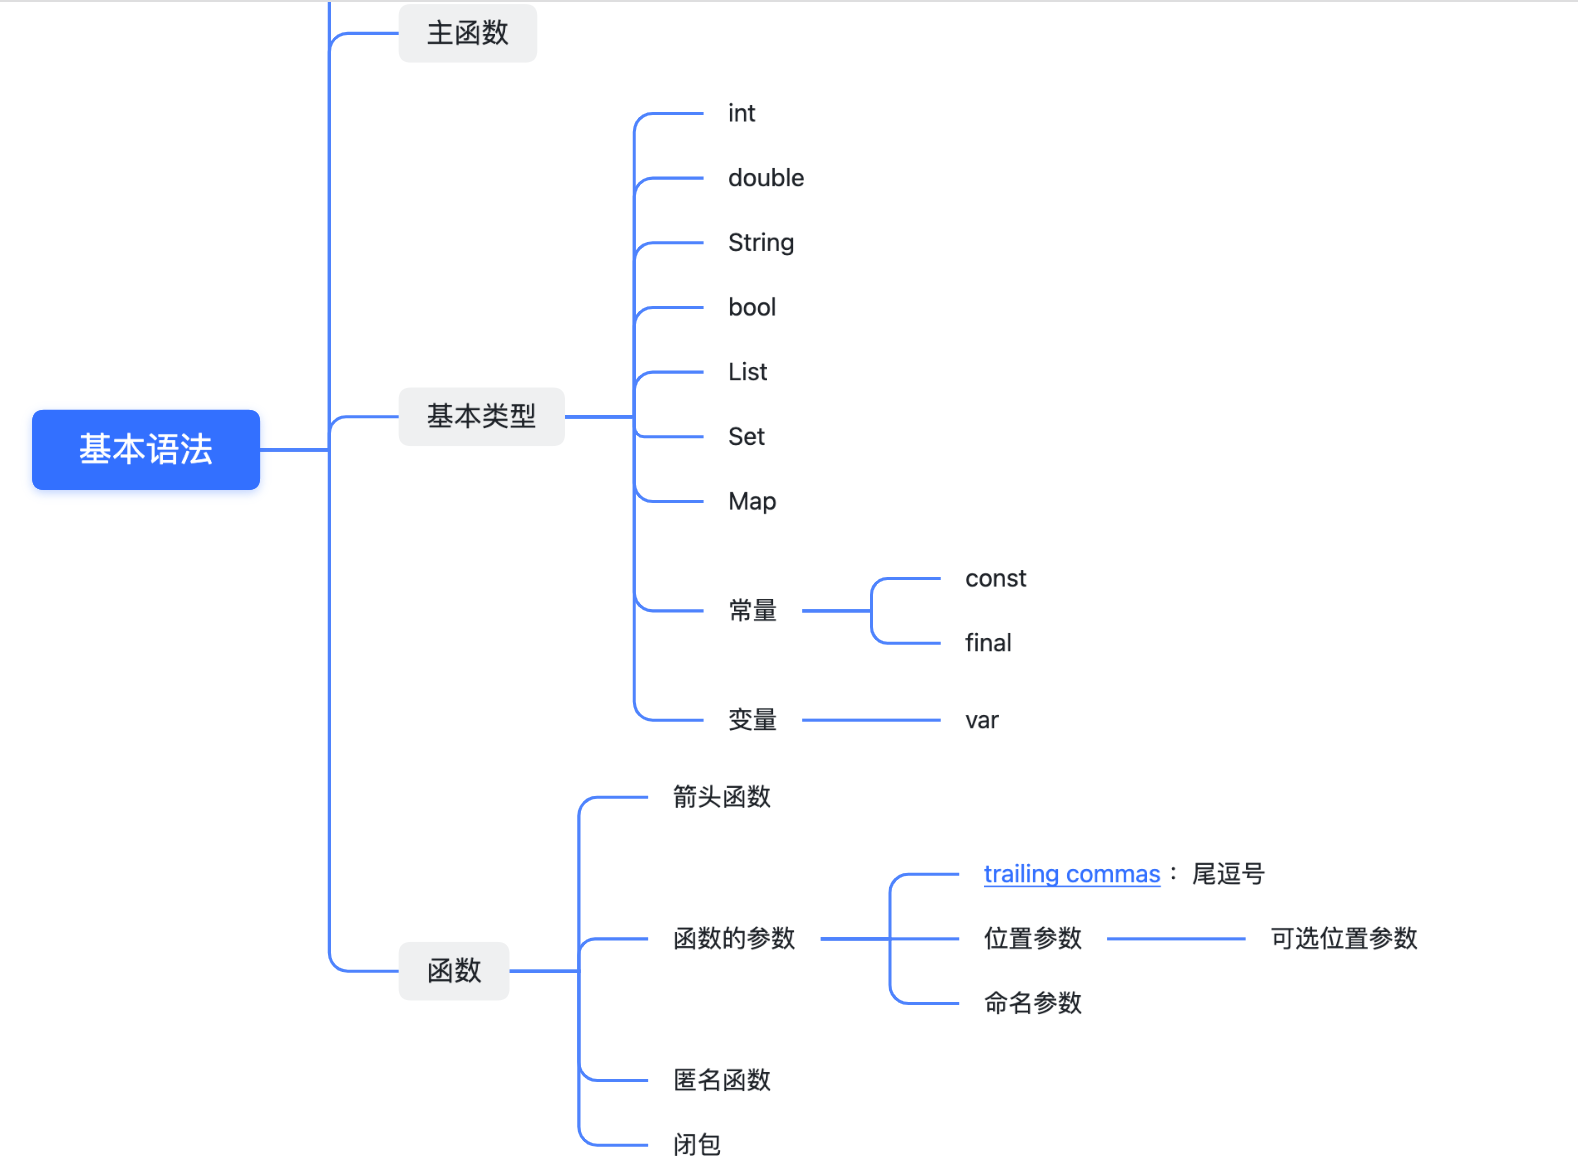 主函数
int
double
String
bool
List
基本类型
Set
基本语法
Map
const
常量
final
变量
var
箭头函数
trailing commas： 尾逗号
函数的参数
位置参数
可选位置参数
函数
命名参数
匿名函数
闭包